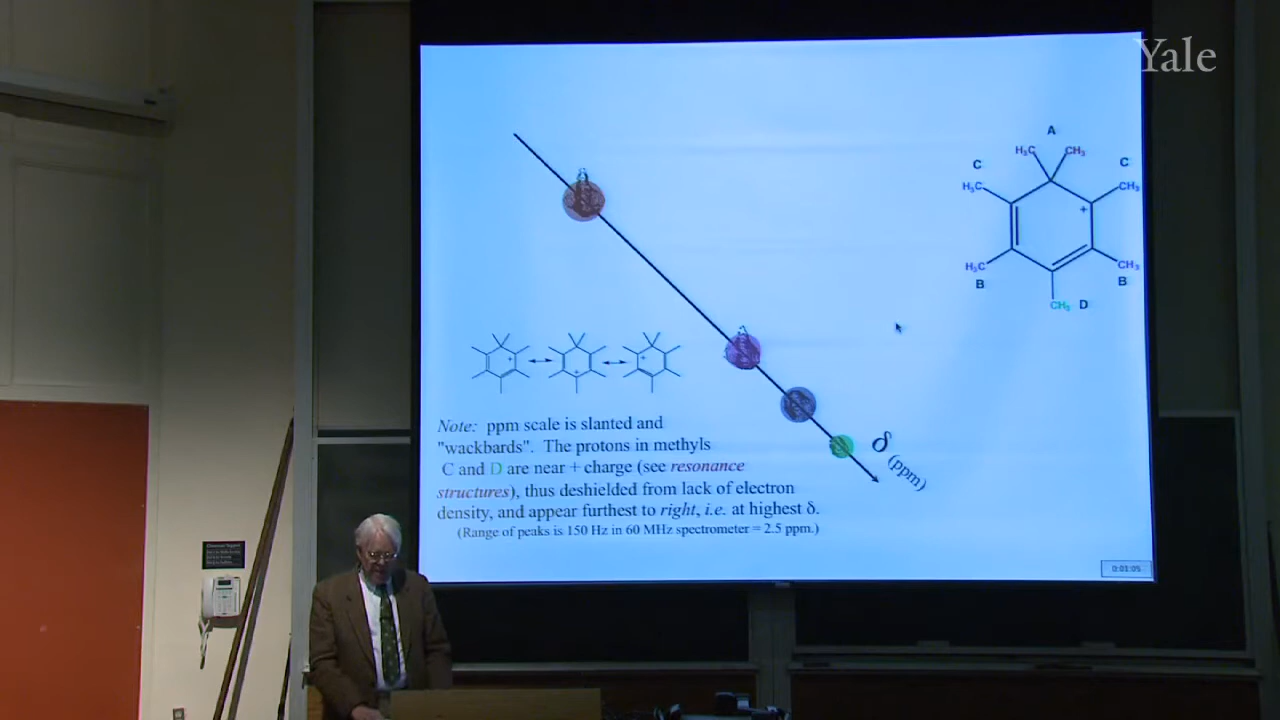 Yale
A
H₃C CH₃
C C
H₃C CH₃
+
H₃C CH₃
B B
CH₃ D
δ (ppm)
+ + +
Note: ppm scale is slanted and
"wackbards". The protons in methyls
C and D are near + charge (see resonance
structures), thus deshielded from lack of electron
density, and appear furthest to right, i.e. at highest δ.
(Range of peaks is 150 Hz in 60 MHz spectrometer = 2.5 ppm.)
0:01:05